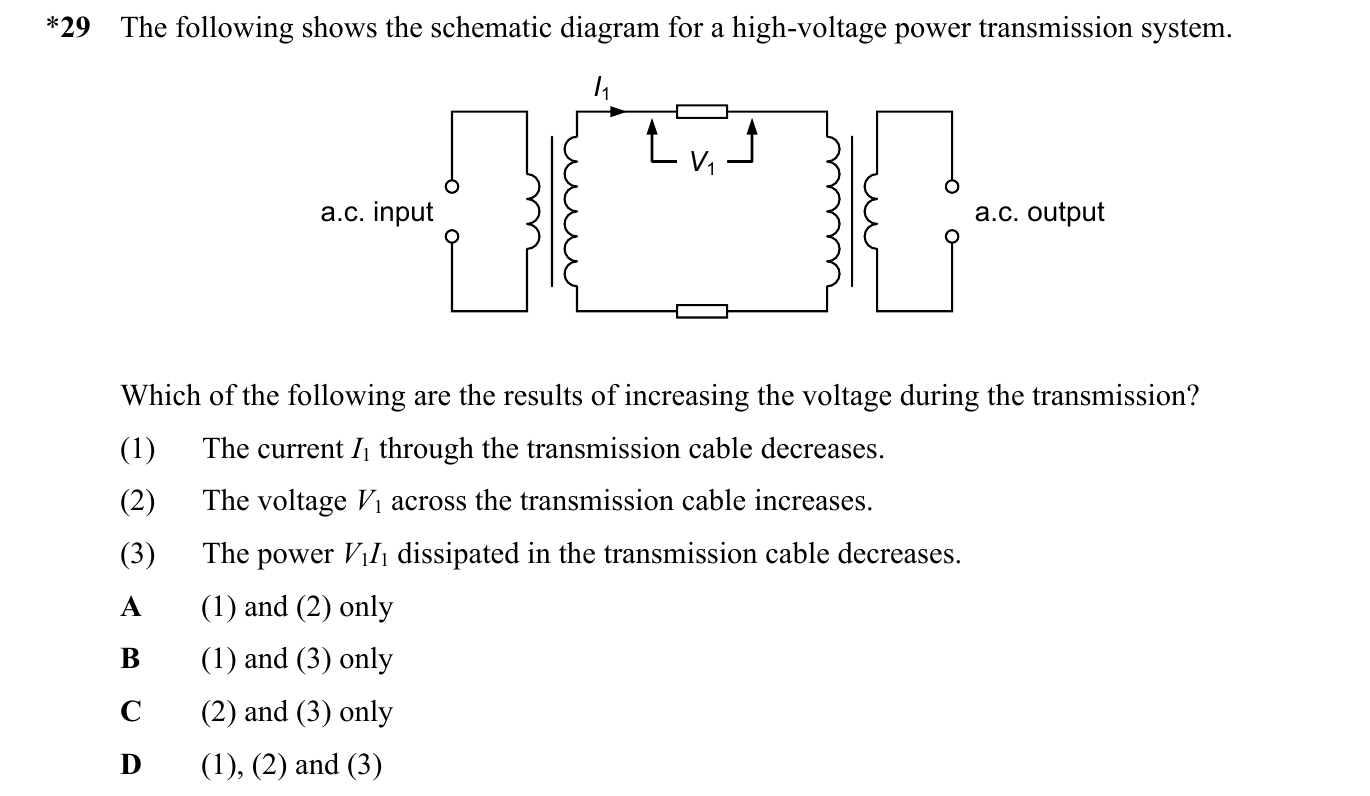 *29 The following shows the schematic diagram for a high-voltage power transmission system.
I₁
V₁
a.c. input
a.c. output
Which of the following are the results of increasing the voltage during the transmission?
(1) The current I₁ through the transmission cable decreases.
(2) The voltage V₁ across the transmission cable increases.
(3) The power V₁I₁ dissipated in the transmission cable decreases.
A (1) and (2) only
B (1) and (3) only
C (2) and (3) only
D (1), (2) and (3)